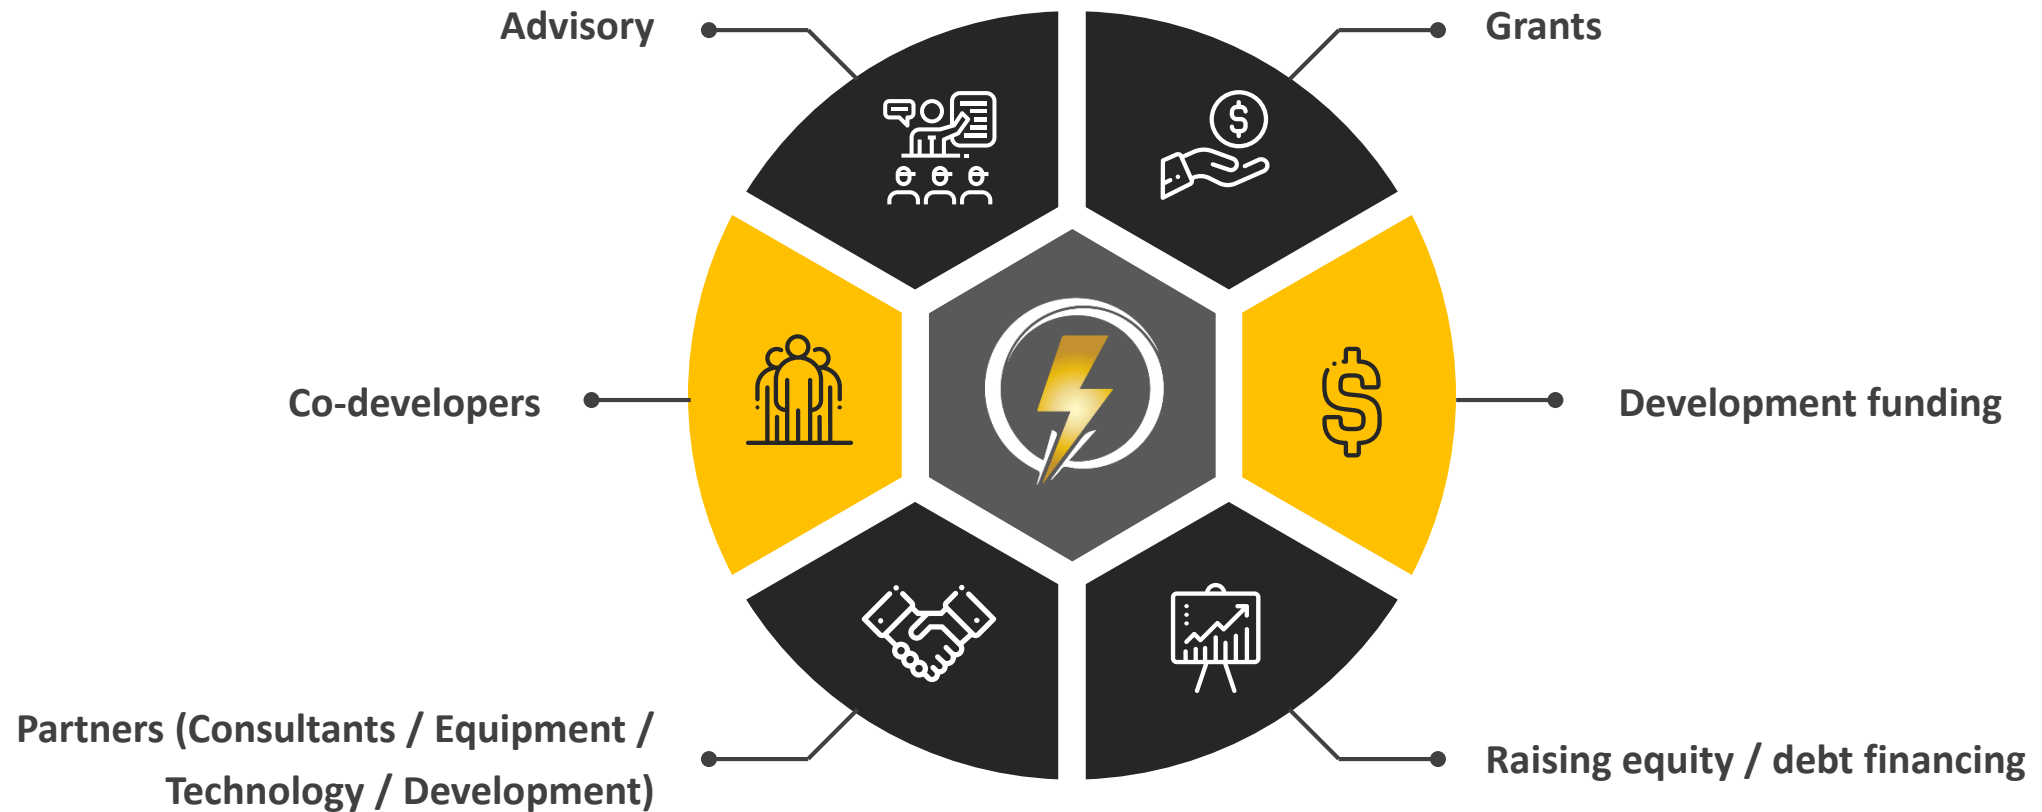 Advisory
Grants
Co-developers
Development funding
Partners (Consultants / Equipment /
Technology / Development)
Raising equity / debt financing